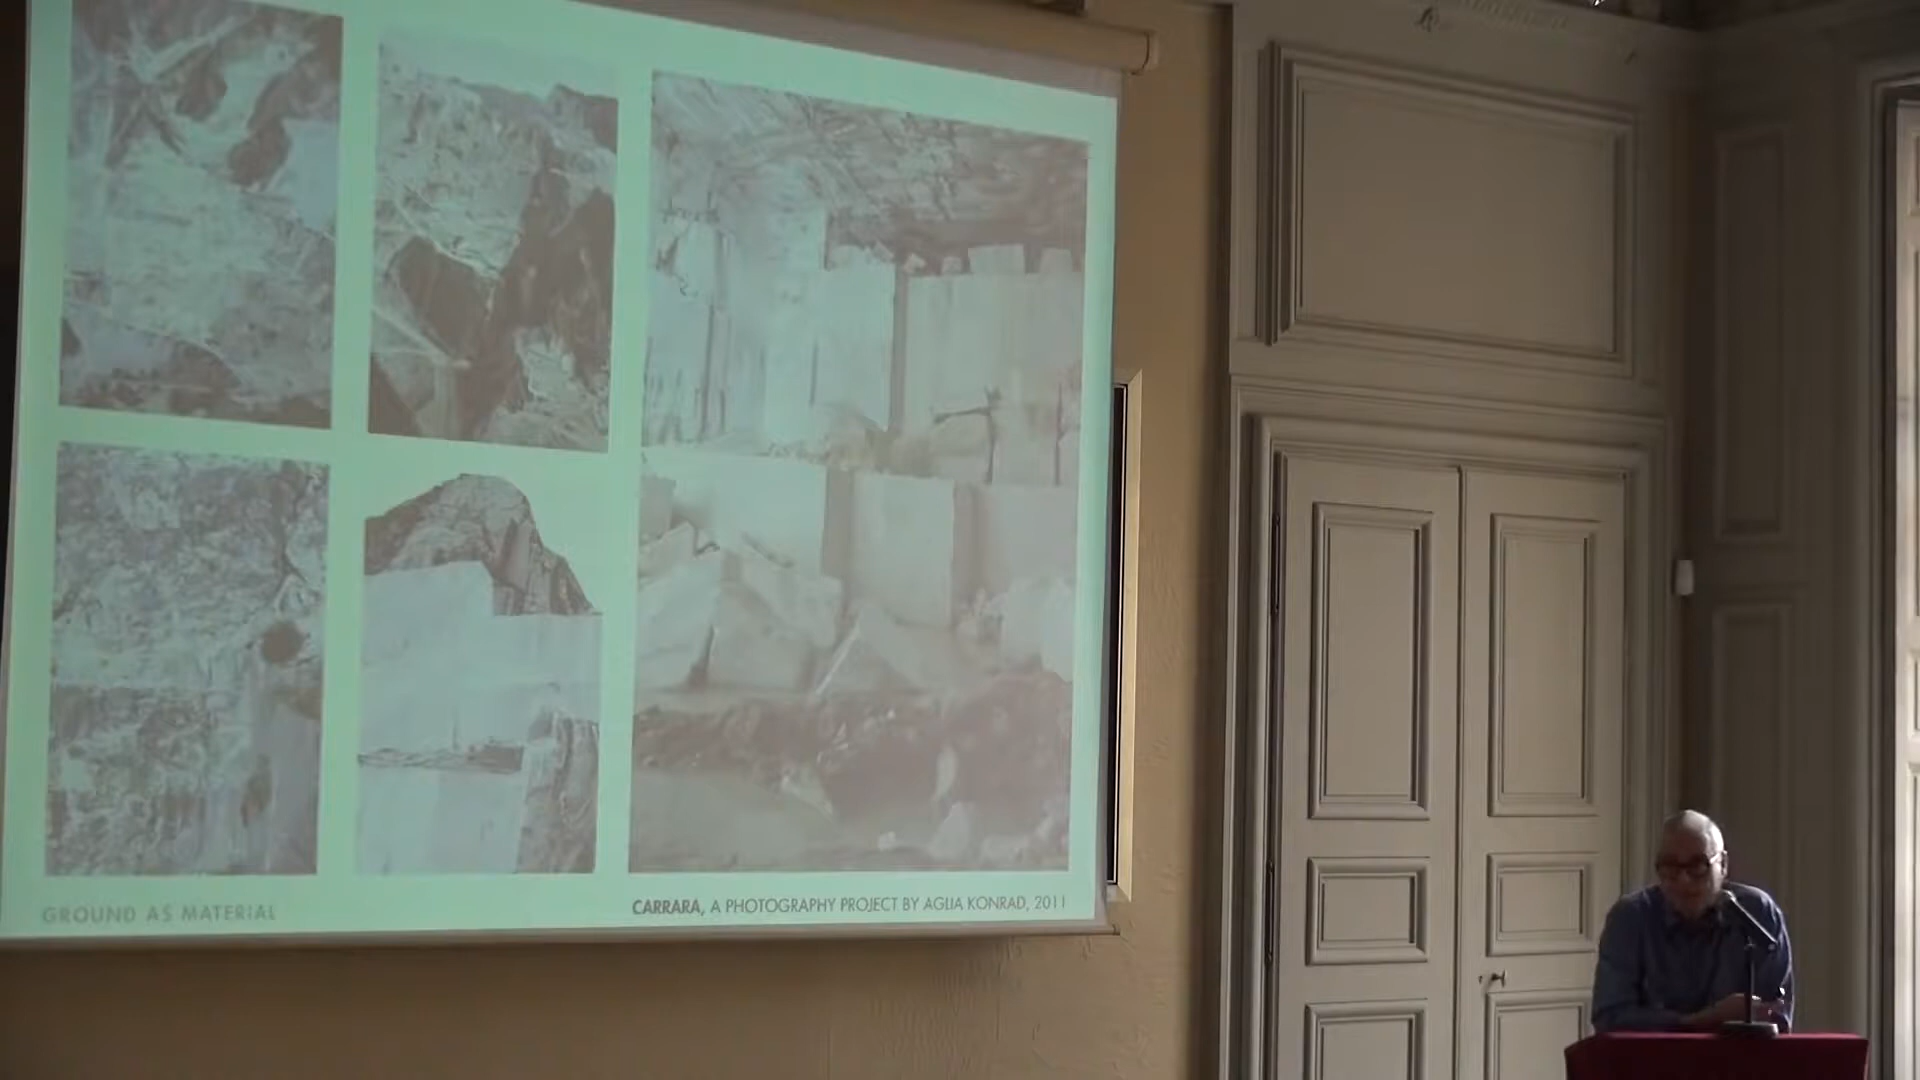 GROUND AS MATERIAL
CARRARA, A PHOTOGRAPHY PROJECT BY AGLIA KONRAD, 2011